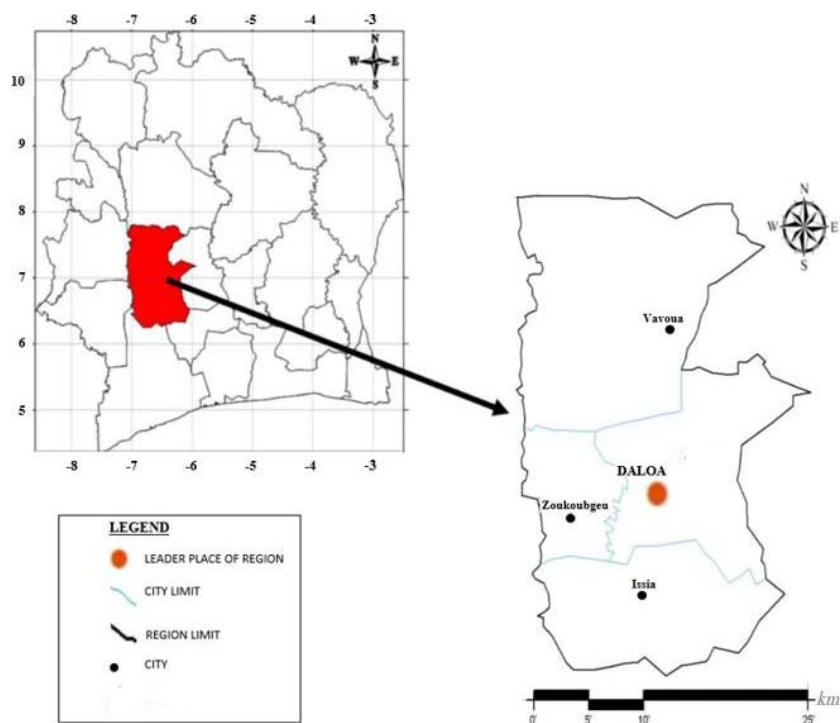 -8 -7 -6 -5 -4 -3
N
W E
S
10
9
8
7
6
5
-8 -7 -6 -5 -4 -3
N
W E
S
Vavoua
DALOA
Zoukoubgeu
Issia
LEGEND
LEADER PLACE OF REGION
CITY LIMIT
REGION LIMIT
CITY
km
0' 5' 10' 25'